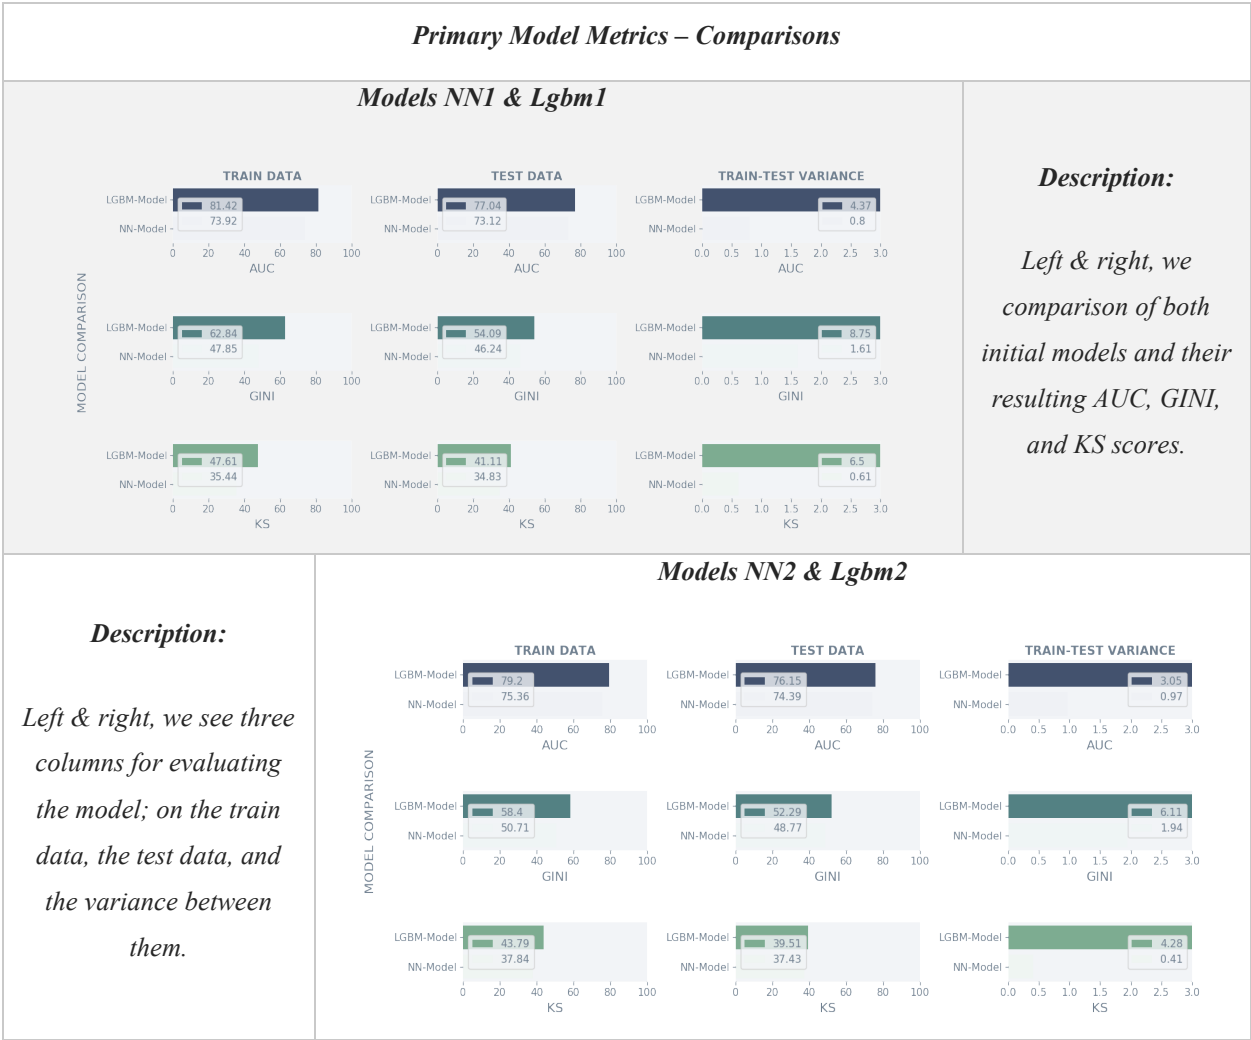 Primary Model Metrics – Comparisons
Models NN1 & Lgbm1
TRAIN DATA TEST DATA TRAIN-TEST VARIANCE
MODEL COMPARISON
LGBM-Model 81.42 LGBM-Model 77.04 LGBM-Model 4.37
NN-Model 73.92 NN-Model 73.12 NN-Model 0.8
0 20 40 60 80 100 0 20 40 60 80 100 0.0 0.5 1.0 1.5 2.0 2.5 3.0
AUC AUC AUC
LGBM-Model 62.84 LGBM-Model 54.09 LGBM-Model 8.75
NN-Model 47.85 NN-Model 46.24 NN-Model 1.61
0 20 40 60 80 100 0 20 40 60 80 100 0.0 0.5 1.0 1.5 2.0 2.5 3.0
GINI GINI GINI
LGBM-Model 47.61 LGBM-Model 41.11 LGBM-Model 6.5
NN-Model 35.44 NN-Model 34.83 NN-Model 0.61
0 20 40 60 80 100 0 20 40 60 80 100 0.0 0.5 1.0 1.5 2.0 2.5 3.0
KS KS KS
Description:
Left & right, we
comparison of both
initial models and their
resulting AUC, GINI,
and KS scores.
Description:
Left & right, we see three
columns for evaluating
the model; on the train
data, the test data, and
the variance between
them.
Models NN2 & Lgbm2
TRAIN DATA TEST DATA TRAIN-TEST VARIANCE
MODEL COMPARISON
LGBM-Model 79.2 LGBM-Model 76.15 LGBM-Model 3.05
NN-Model 75.36 NN-Model 74.39 NN-Model 0.97
0 20 40 60 80 100 0 20 40 60 80 100 0.0 0.5 1.0 1.5 2.0 2.5 3.0
AUC AUC AUC
LGBM-Model 58.4 LGBM-Model 52.29 LGBM-Model 6.11
NN-Model 50.71 NN-Model 48.77 NN-Model 1.94
0 20 40 60 80 100 0 20 40 60 80 100 0.0 0.5 1.0 1.5 2.0 2.5 3.0
GINI GINI GINI
LGBM-Model 43.79 LGBM-Model 39.51 LGBM-Model 4.28
NN-Model 37.84 NN-Model 37.43 NN-Model 0.41
0 20 40 60 80 100 0 20 40 60 80 100 0.0 0.5 1.0 1.5 2.0 2.5 3.0
KS KS KS